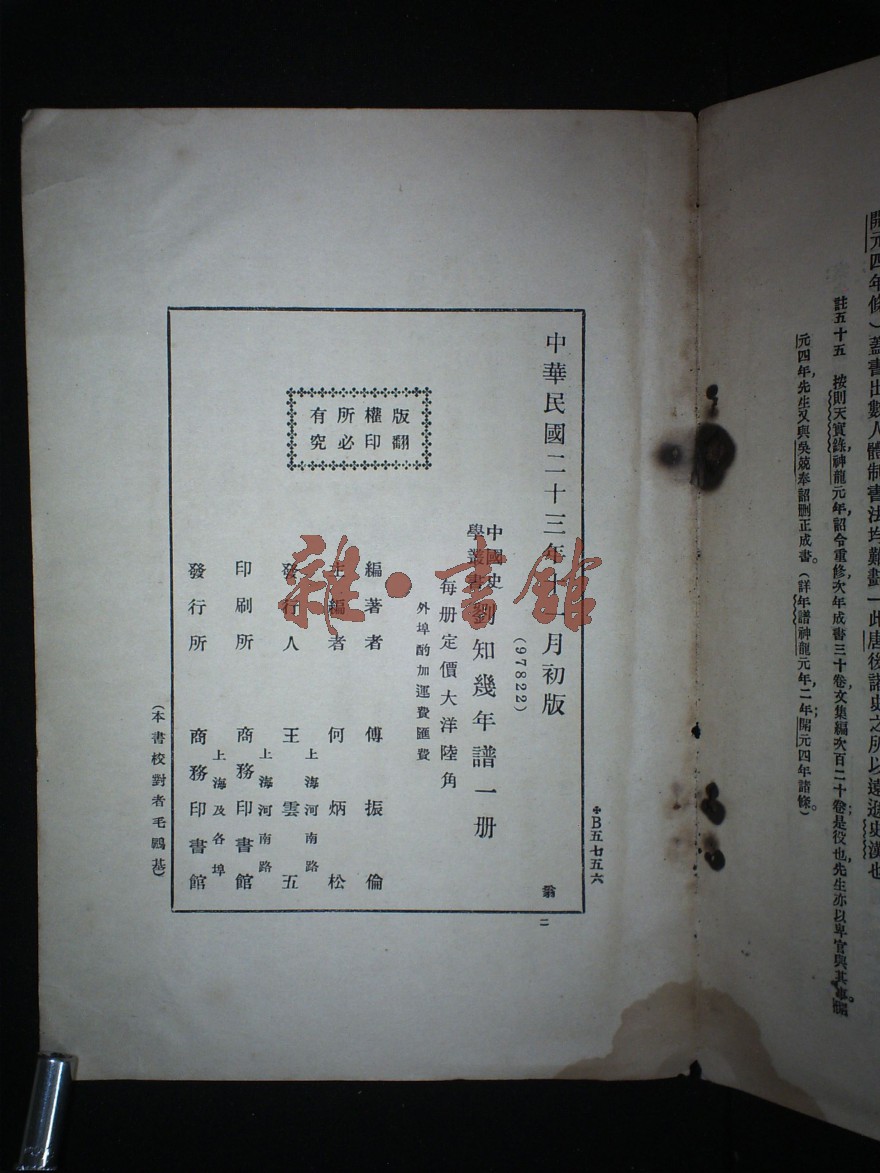 開元四年條）蓋書出數人體制書法均難畫一此唐後諸史之所以遠遜史漢也
註五十五　按則天實錄，神龍元年，詔令重修，次年成書三十卷，文集編次百二十卷；是役也，先生亦以卑官與其事。
元四年，先生又與吳兢奉詔刪正成書。（詳年譜神龍元年，二年；開元四年諸條。）
＊B五七五六
中華民國二十三年十一月初版
(97822)
中國史學叢書 劉知幾年譜一册
每册定價大洋陸角
外埠酌加運費匯費
版權所有
翻印必究
編著者　傅振倫
主編者　何炳松
發行人　王雲五
上海河南路
印刷所　商務印書館
上海河南路
發行所　商務印書館
上海及各埠
（本書校對者毛鷗基）
翁
二
雜·書館